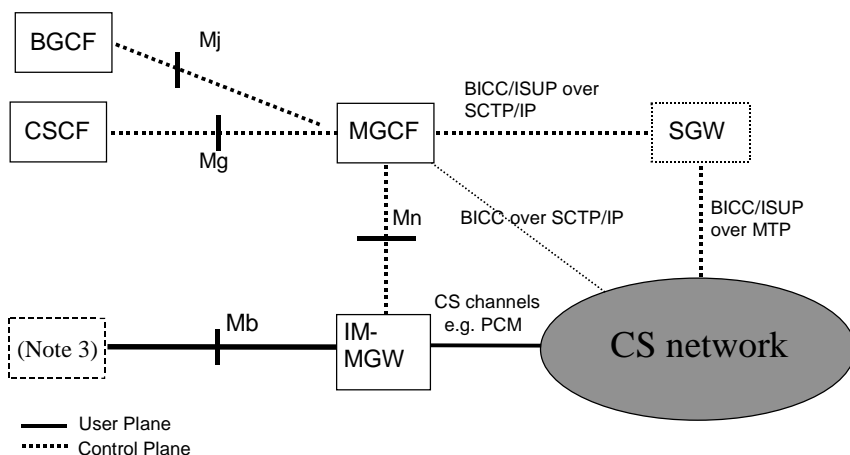 BGCF
Mj
BICC/ISUP over
SCTP/IP
CSCF
Mg
MGCF
SGW
Mn
BICC over SCTP/IP
BICC/ISUP
over MTP
CS channels
e.g. PCM
(Note 3)
Mb
IM-
MGW
CS network
User Plane
Control Plane